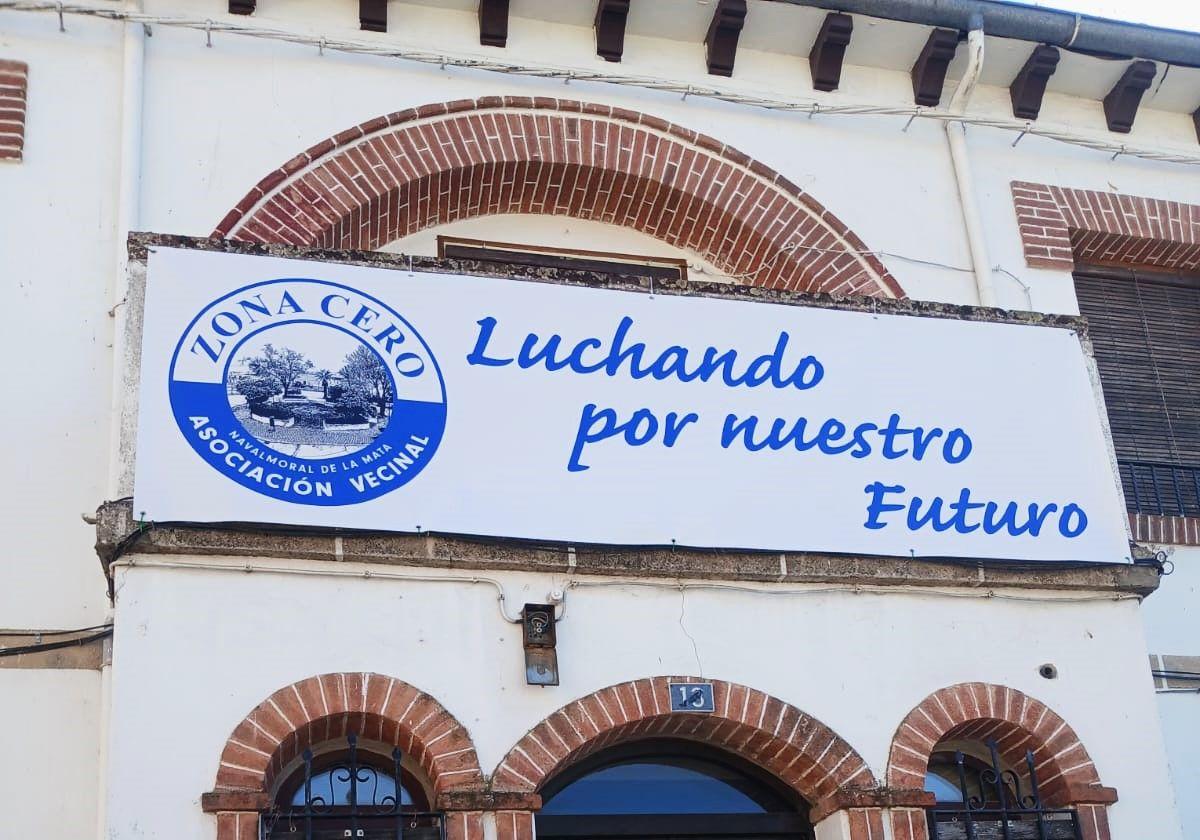 ZONA CERO
NAVALMORAL DE LA MATA
ASOCIACIÓN VECINAL
Luchando
por nuestro
Futuro
13